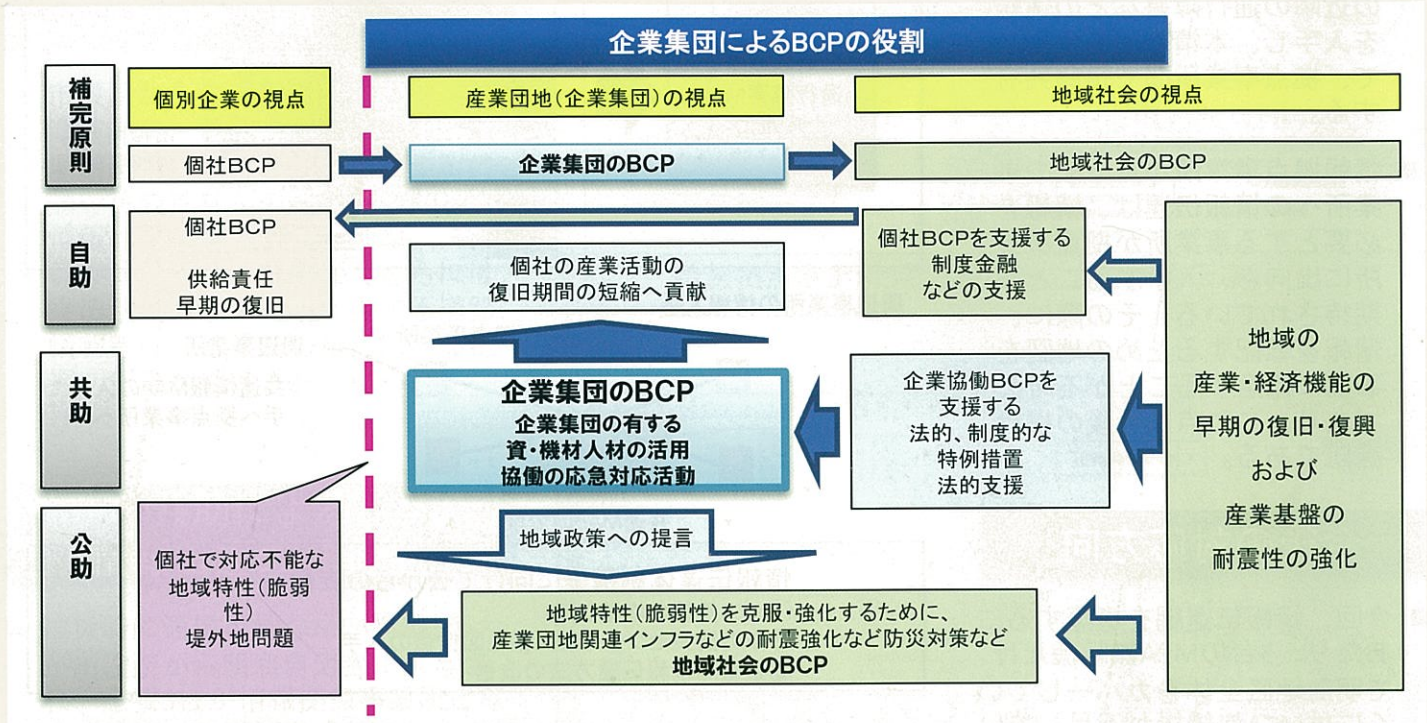 企業集団によるBCPの役割
補完原則
個別企業の視点
産業団地(企業集団)の視点
地域社会の視点
個社BCP
企業集団のBCP
地域社会のBCP
自助
個社BCP
供給責任
早期の復旧
個社の産業活動の
復旧期間の短縮へ貢献
個社BCPを支援する
制度金融
などの支援
共助
企業集団のBCP
企業集団の有する
資・機材人材の活用
協働の応急対応活動
企業協働BCPを
支援する
法的、制度的な
特例措置
法的支援
地域の
産業・経済機能の
早期の復旧・復興
および
産業基盤の
耐震性の強化
公助
個社で対応不能な
地域特性(脆弱
性)
堤外地問題
地域政策への提言
地域特性(脆弱性)を克服・強化するために、
産業団地関連インフラなどの耐震強化など防災対策など
地域社会のBCP